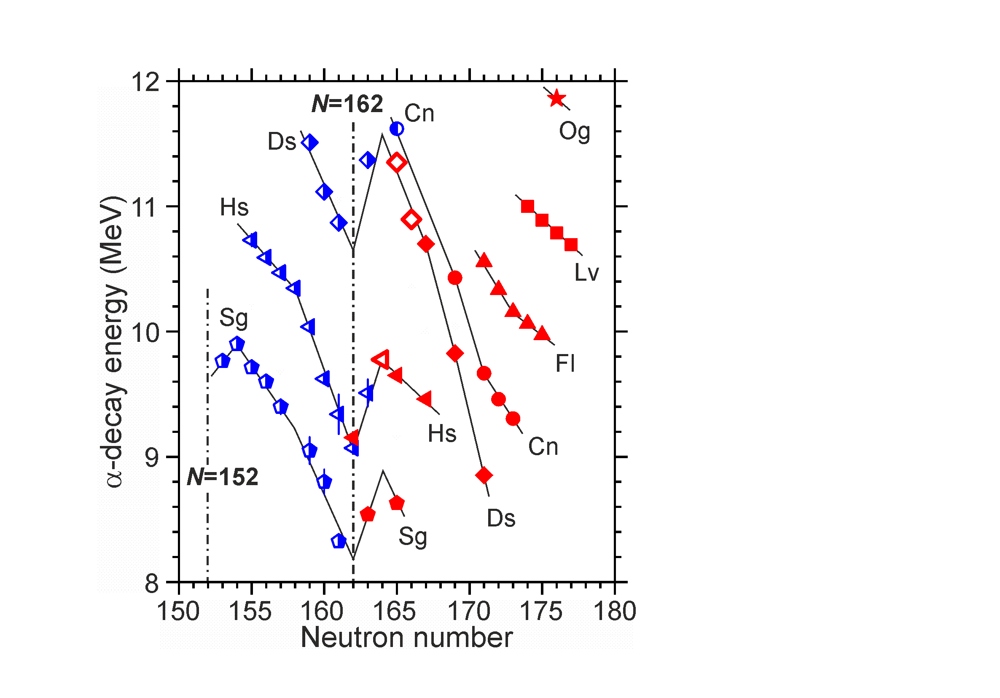 12
11
10
9
8
α-decay energy (MeV)
N=162
Cn
Ds
Og
Hs
Lv
Sg
Fl
Hs
Cn
N=152
Ds
Sg
150 155 160 165 170 175 180
Neutron number